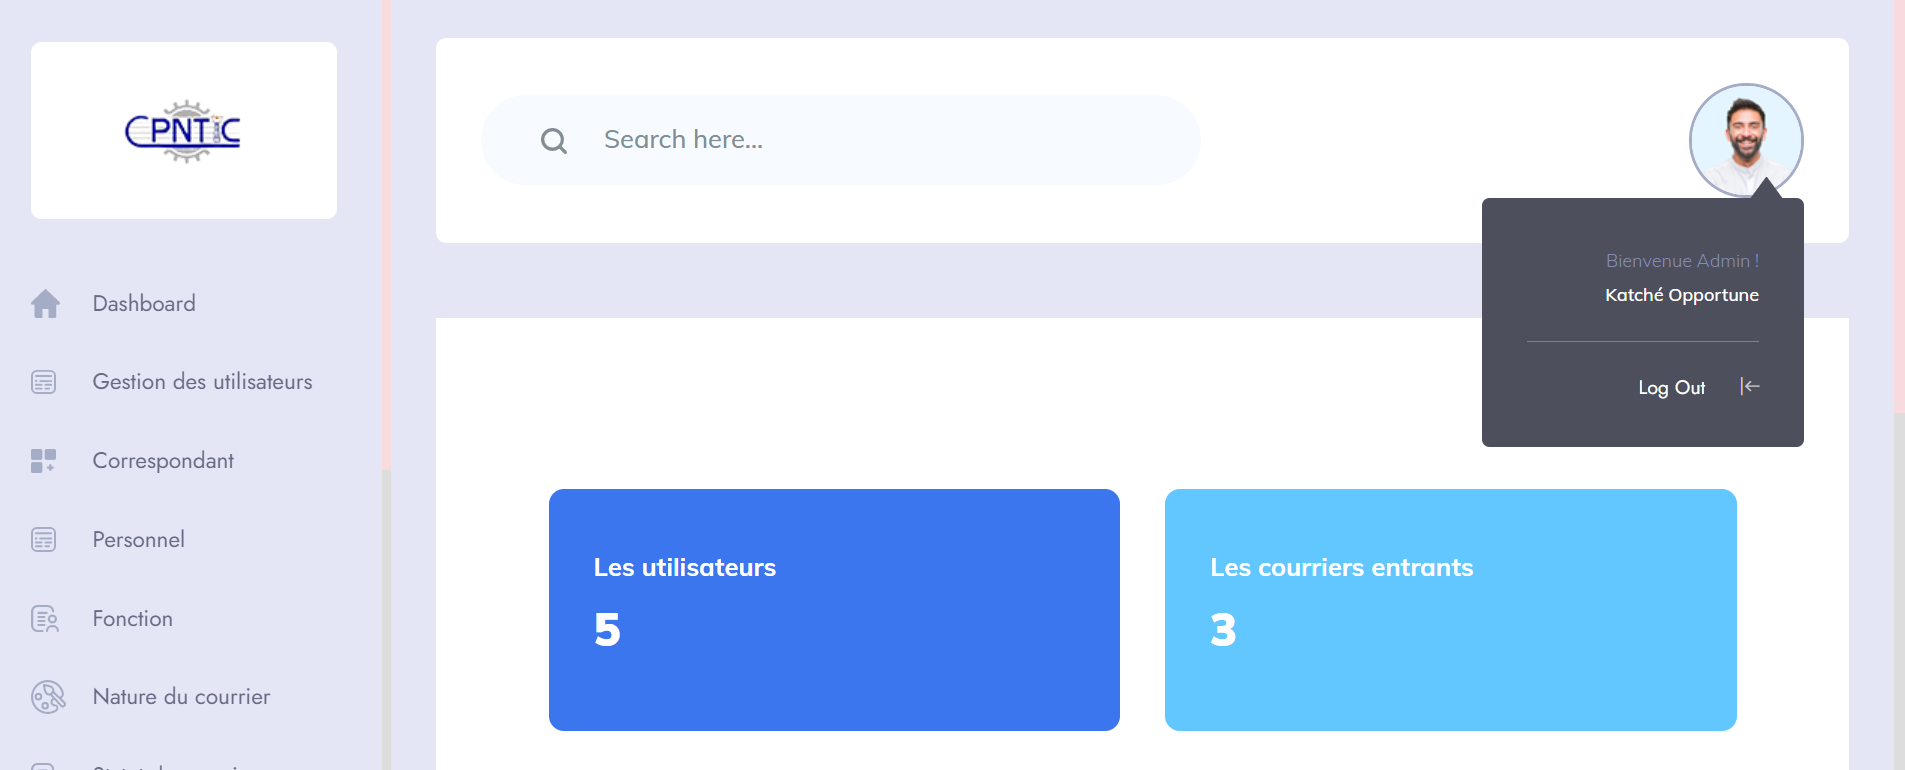 CPNTIC
Search here...
Bienvenue Admin !
Katché Opportune
Log Out
Dashboard
Gestion des utilisateurs
Correspondant
Personnel
Fonction
Nature du courrier
Les utilisateurs
5
Les courriers entrants
3